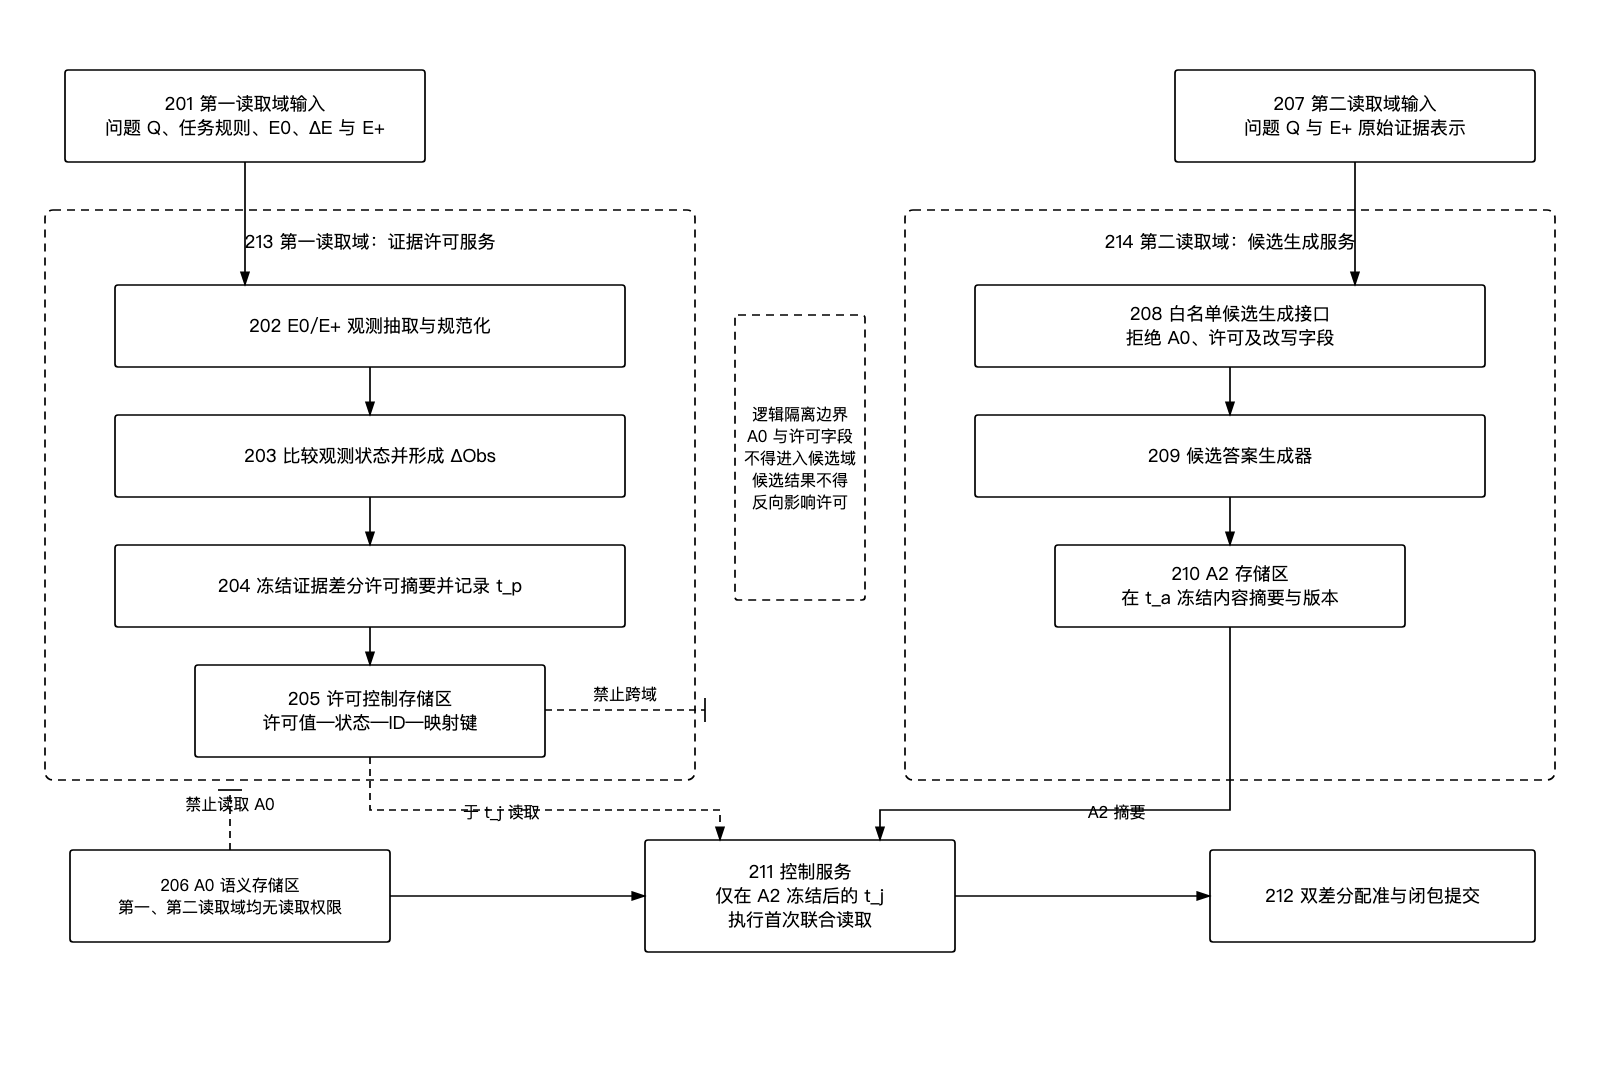 201 第一读取域输入
问题 Q、任务规则、E0、ΔE 与 E+
207 第二读取域输入
问题 Q 与 E+ 原始证据表示
213 第一读取域：证据许可服务
202 E0/E+ 观测抽取与规范化
203 比较观测状态并形成 ΔObs
204 冻结证据差分许可摘要并记录 t_p
205 许可控制存储区
许可值—状态—ID—映射键
禁止跨域
逻辑隔离边界
A0 与许可字段
不得进入候选域
候选结果不得
反向影响许可
214 第二读取域：候选生成服务
208 白名单候选生成接口
拒绝 A0、许可及改写字段
209 候选答案生成器
210 A2 存储区
在 t_a 冻结内容摘要与版本
禁止读取 A0
于 t_j 读取
A2 摘要
206 A0 语义存储区
第一、第二读取域均无读取权限
211 控制服务
仅在 A2 冻结后的 t_j
执行首次联合读取
212 双差分配准与闭包提交